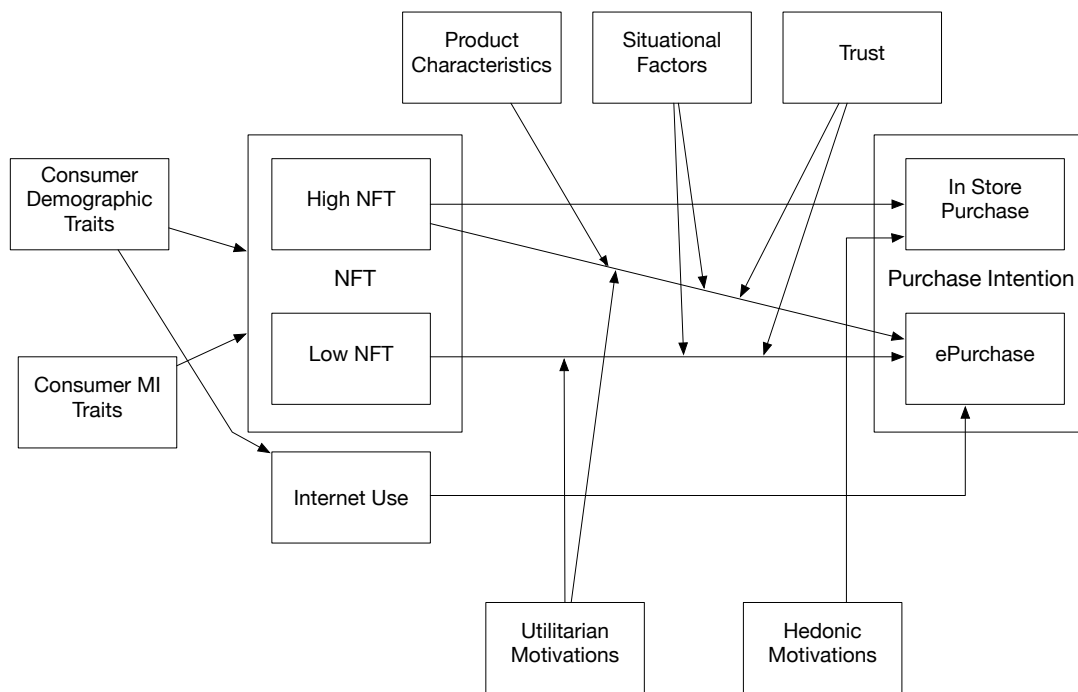 Product
Characteristics
Situational
Factors
Trust
Consumer
Demographic
Traits
High NFT
In Store
Purchase
NFT
Purchase Intention
Low NFT
ePurchase
Consumer MI
Traits
Internet Use
Utilitarian
Motivations
Hedonic
Motivations